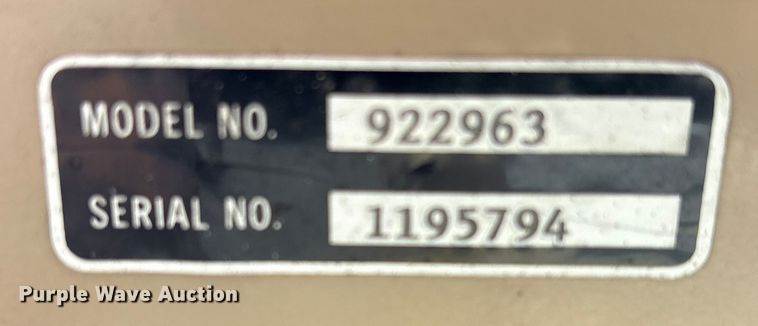 MODEL NO. 922963
SERIAL NO. 1195794
Purple Wave Auction